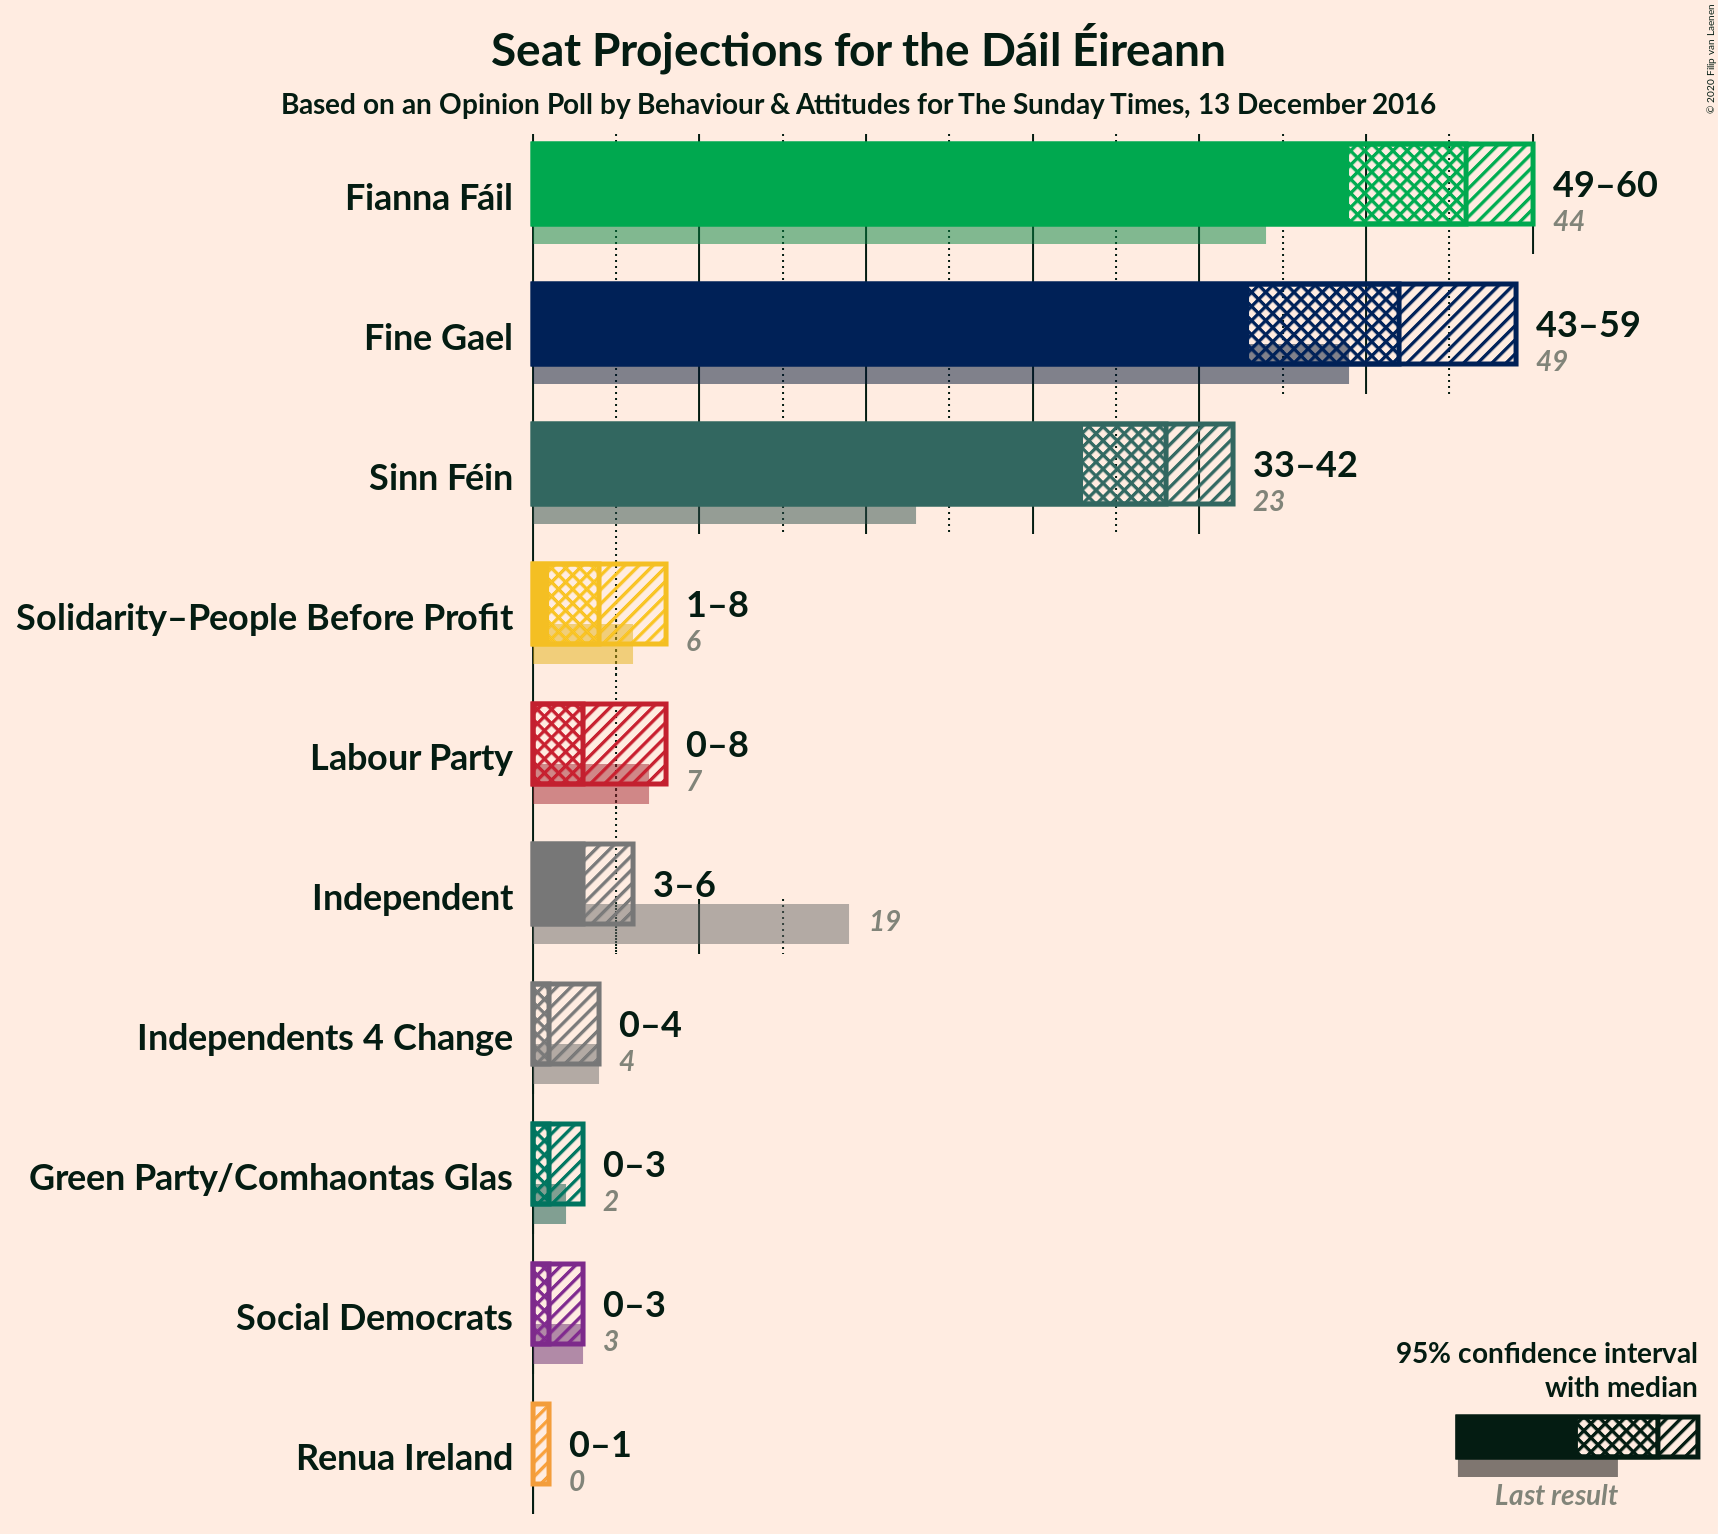 Seat Projections for the Dáil Éireann
Based on an Opinion Poll by Behaviour & Attitudes for The Sunday Times, 13 December 2016
© 2020 Filip van Laenen
Fianna Fáil
49–60
44
Fine Gael
43–59
49
Sinn Féin
33–42
23
Solidarity–People Before Profit
1–8
6
Labour Party
0–8
7
Independent
3–6
19
Independents 4 Change
0–4
4
Green Party/Comhaontas Glas
0–3
2
Social Democrats
0–3
3
Renua Ireland
0–1
0
95% confidence interval
with median
Last result